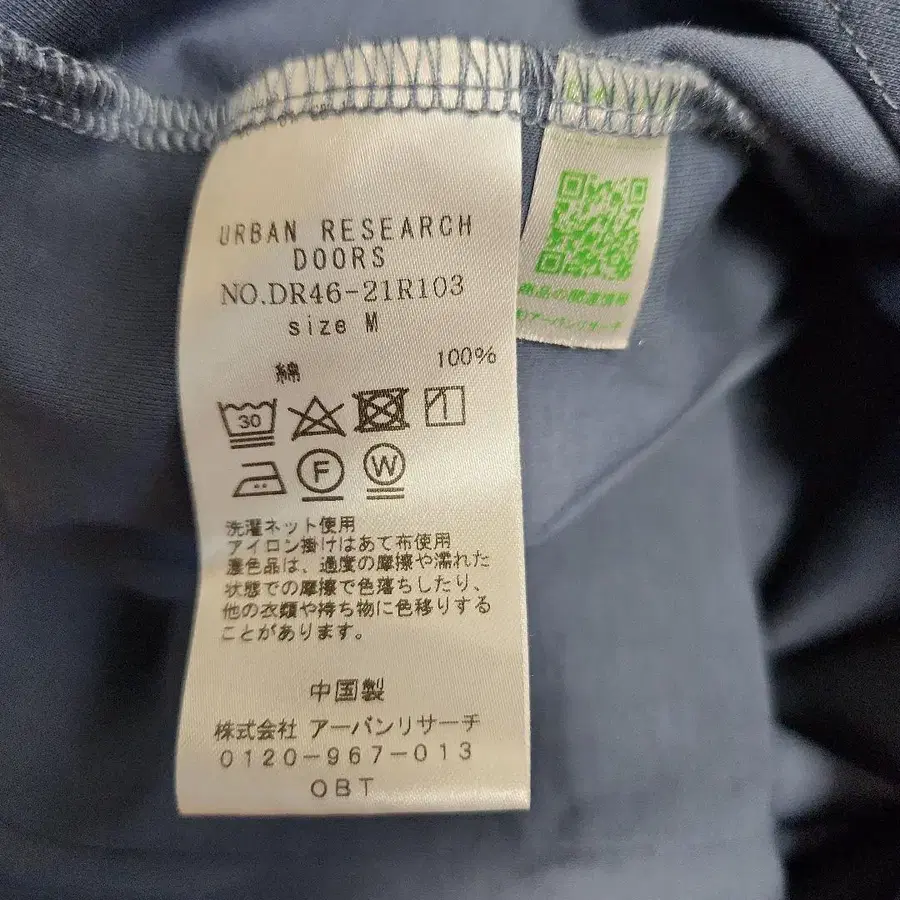 URBAN RESEARCH
DOORS
NO.DR46-21R103
size M
綿 100%
30
F W
洗濯ネット使用
アイロン掛けはあて布使用
濃色品は、過度の摩擦や濡れた
状態での摩擦で色落ちしたり、
他の衣類や持ち物に色移りする
ことがあります。
中国製
株式会社 アーバンリサーチ
0120-967-013
OBT
商品の関連情報
アーバンリサーチ